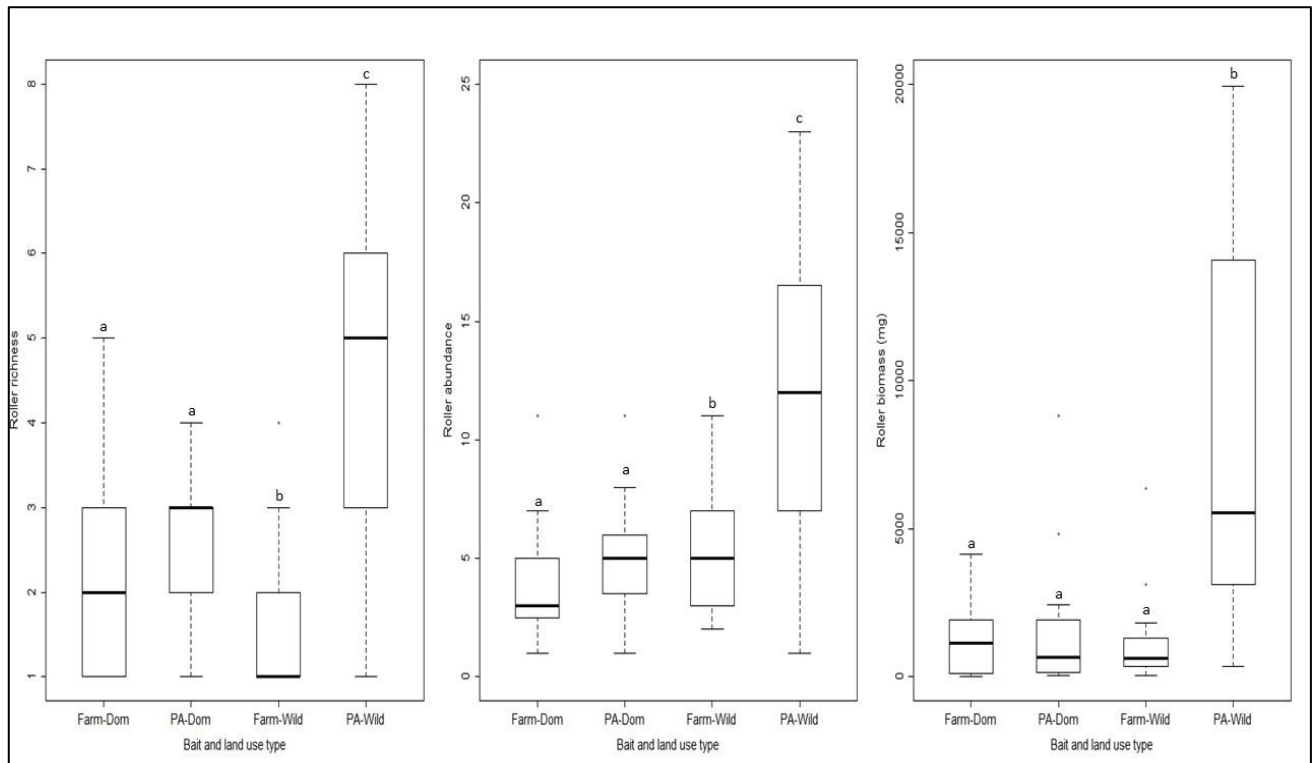 Roller richness
8
7
6
5
4
3
2
1
a
a
b
c
Farm-Dom PA-Dom Farm-Wild PA-Wild
Bait and land use type
Roller abundance
25
20
15
10
5
0
a
a
b
c
Farm-Dom PA-Dom Farm-Wild PA-Wild
Bait and land use type
Roller biomass (mg)
20000
15000
10000
5000
0
a
a
a
b
Farm-Dom PA-Dom Farm-Wild PA-Wild
Bait and land use type